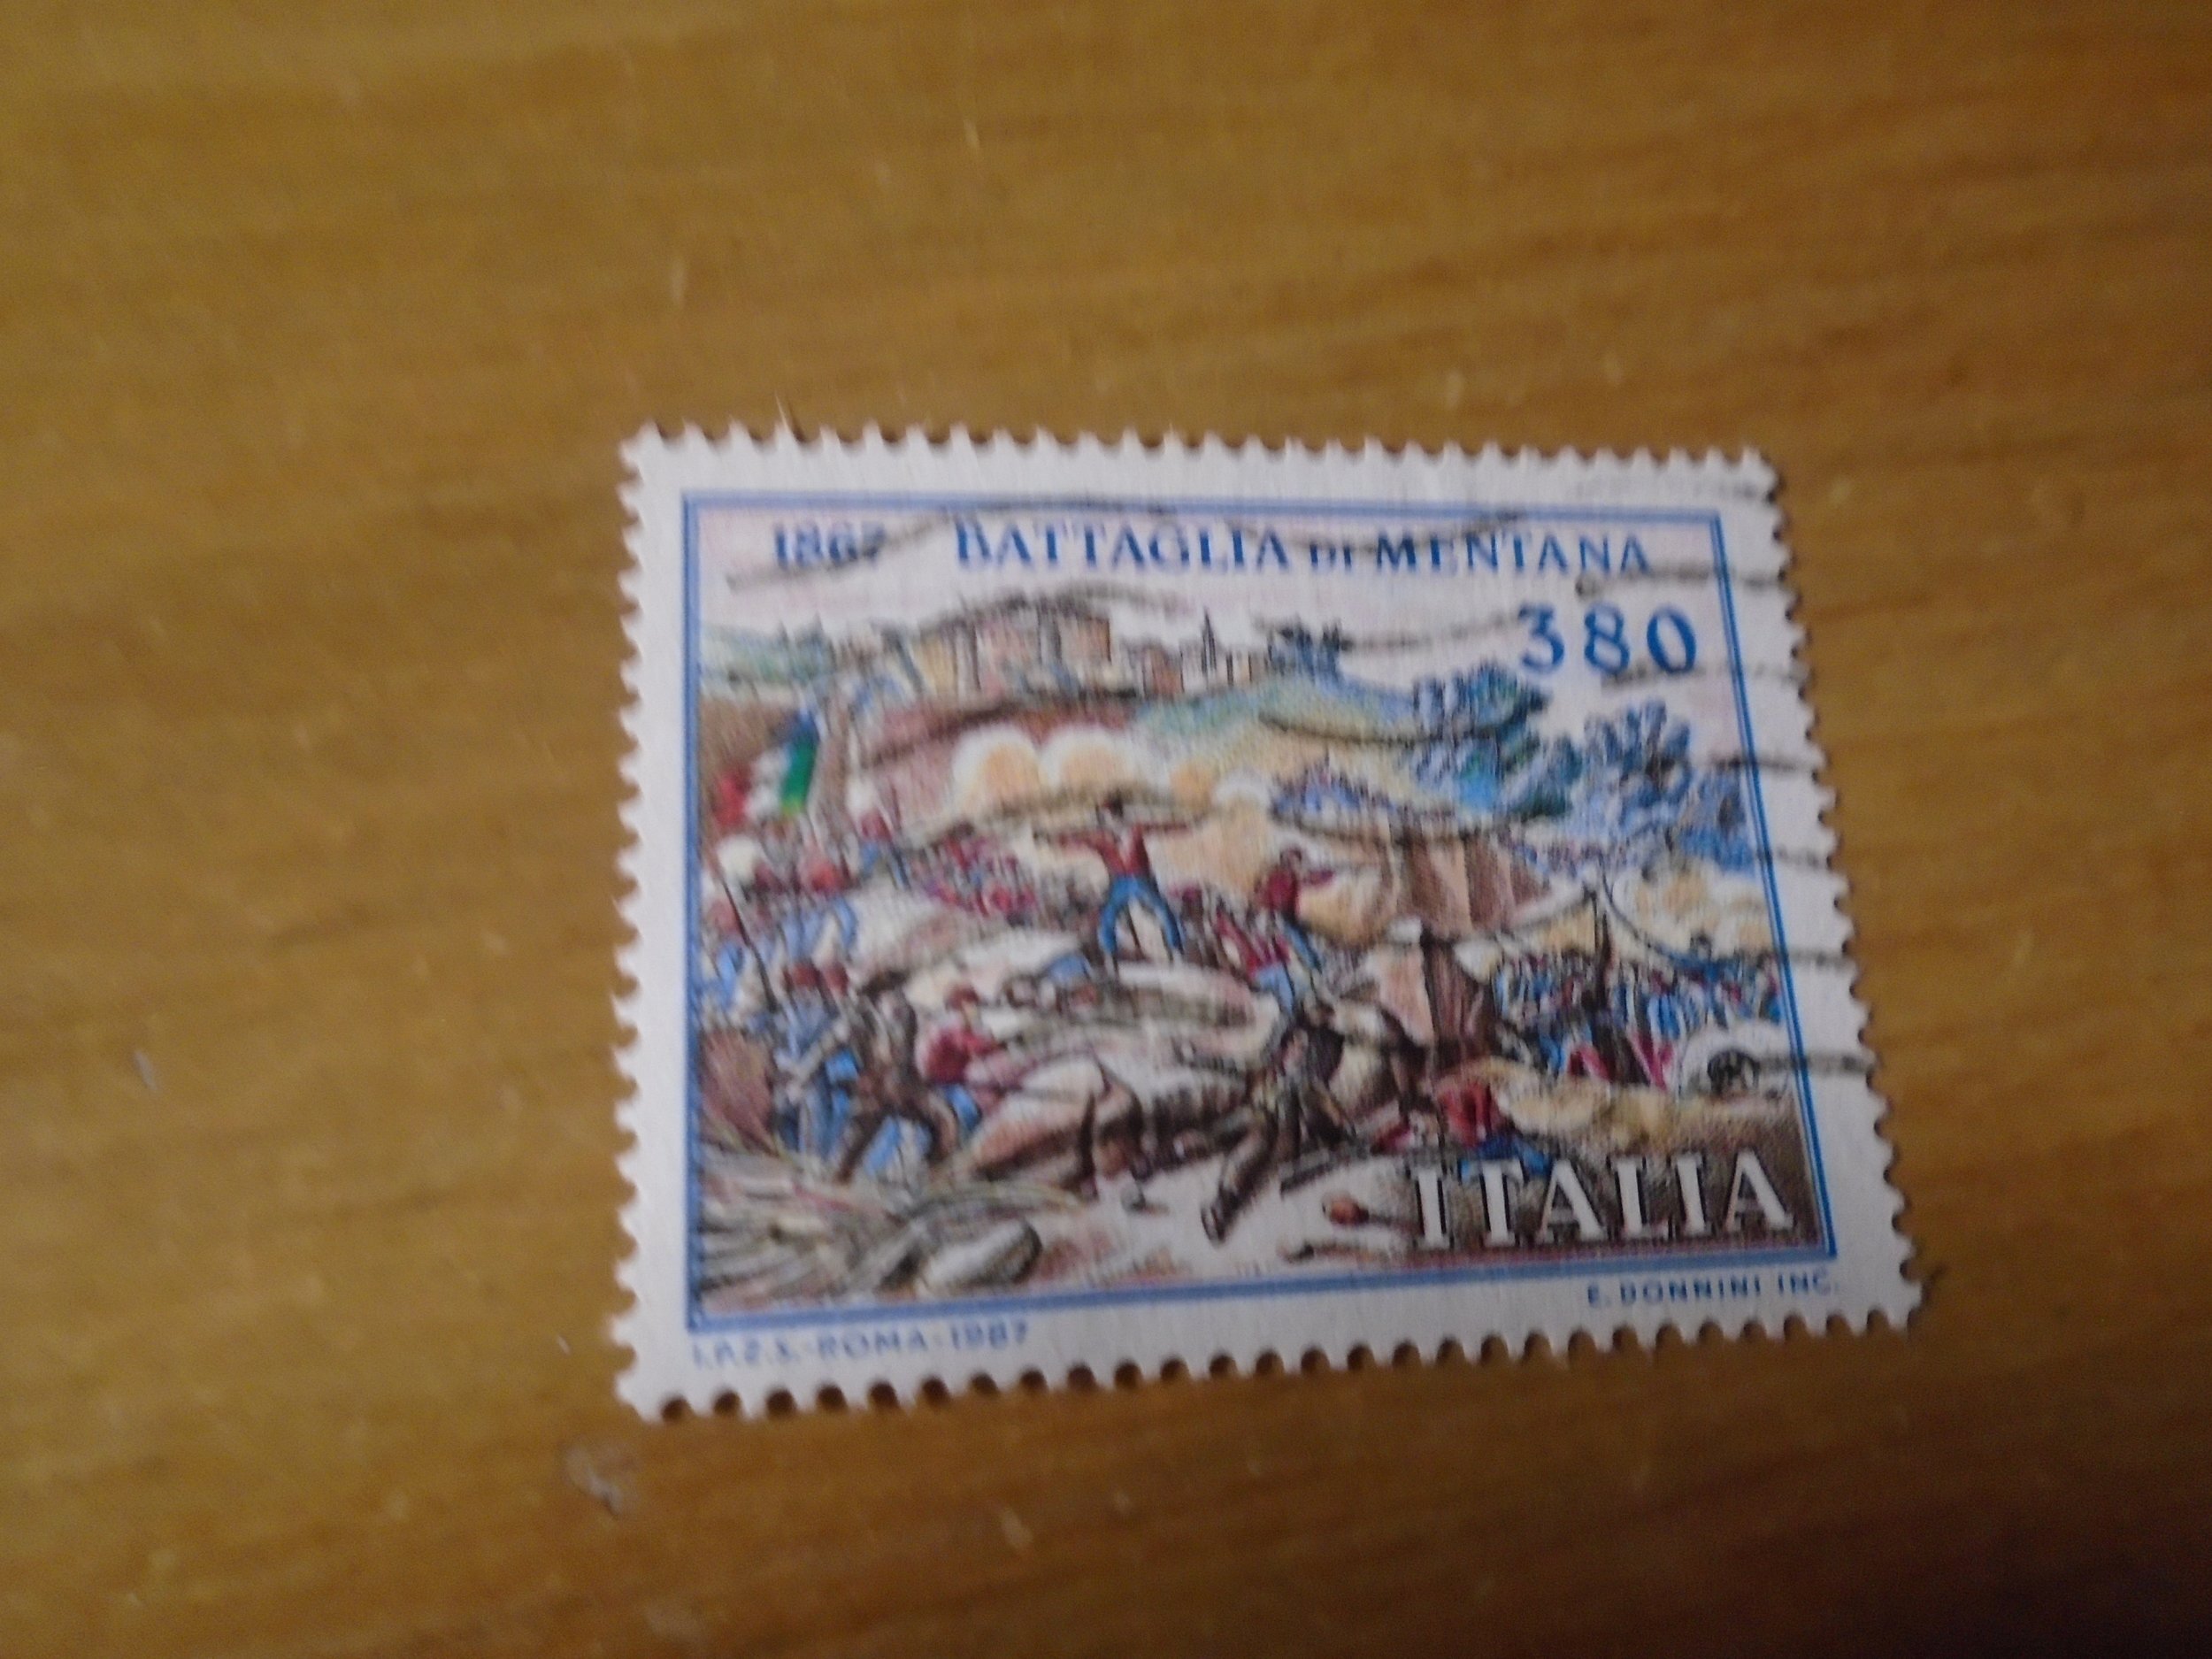 1867 BATTAGLIA DI MENTANA
380
ITALIA
I.P.Z.S.-ROMA-1987
E. DONNINI INC.